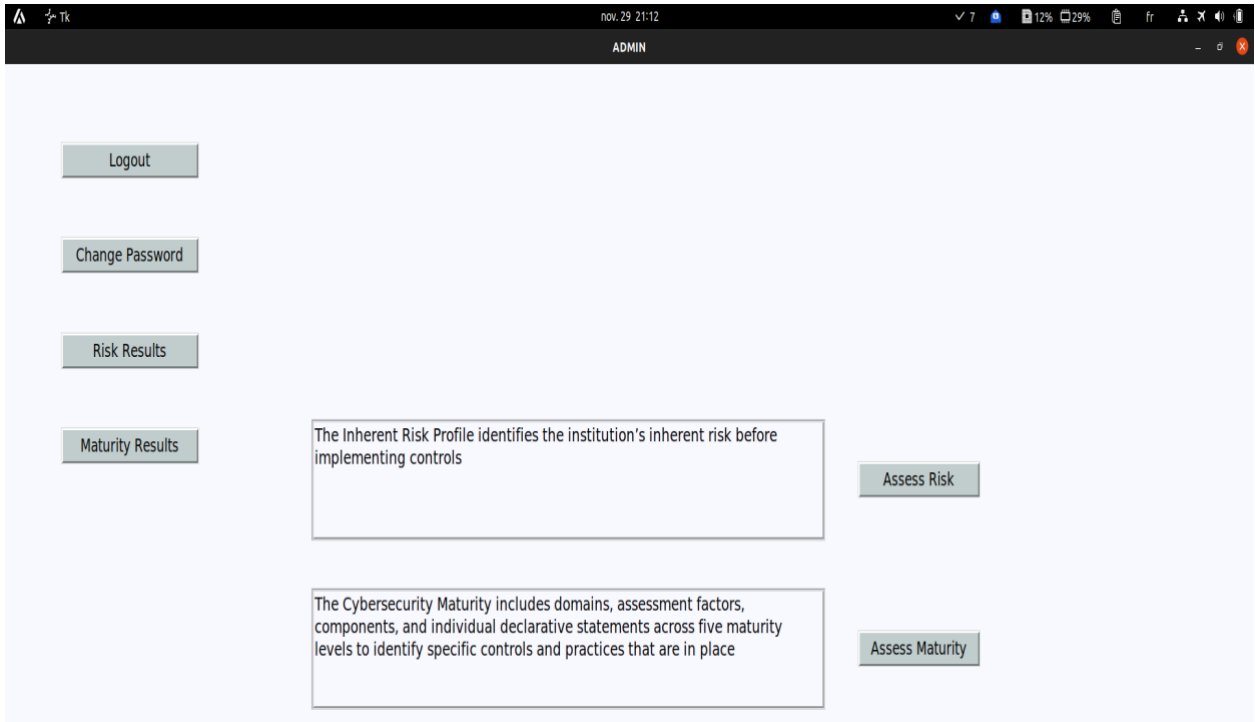 Tk nov. 29 21:12 7 12% 29% fr
ADMIN
Logout
Change Password
Risk Results
Maturity Results
The Inherent Risk Profile identifies the institution’s inherent risk before
implementing controls
Assess Risk
The Cybersecurity Maturity includes domains, assessment factors,
components, and individual declarative statements across five maturity
levels to identify specific controls and practices that are in place
Assess Maturity